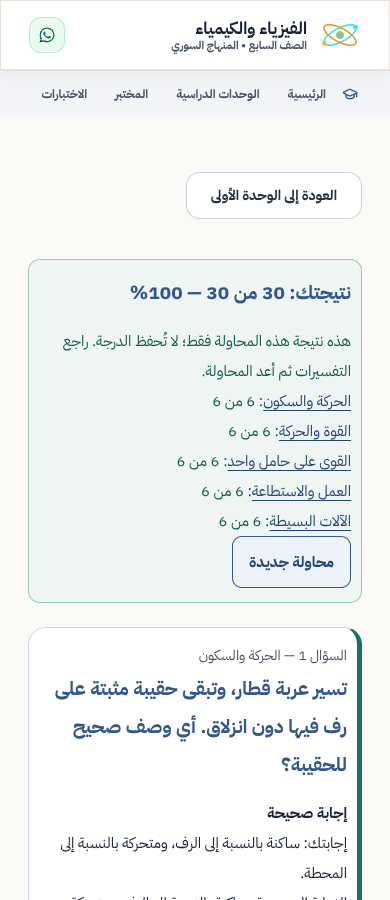 الفيزياء والكيمياء
الصف السابع • المنهاج السوري
الرئيسية
الوحدات الدراسية
المختبر
الاختبارات
العودة إلى الوحدة الأولى
نتيجتك: 30 من 30 — 100%
هذه نتيجة هذه المحاولة فقط؛ لا تُحفظ الدرجة. راجع
التفسيرات ثم أعد المحاولة.
الحركة والسكون: 6 من 6
القوة والحركة: 6 من 6
القوى على حامل واحد: 6 من 6
العمل والاستطاعة: 6 من 6
الآلات البسيطة: 6 من 6
محاولة جديدة
السؤال 1 — الحركة والسكون
تسير عربة قطار، وتبقى حقيبة مثبتة على
رف فيها دون انزلاق. أي وصف صحيح
للحقيبة؟
إجابة صحيحة
إجابتك: ساكنة بالنسبة إلى الرف، ومتحركة بالنسبة إلى
المحطة.